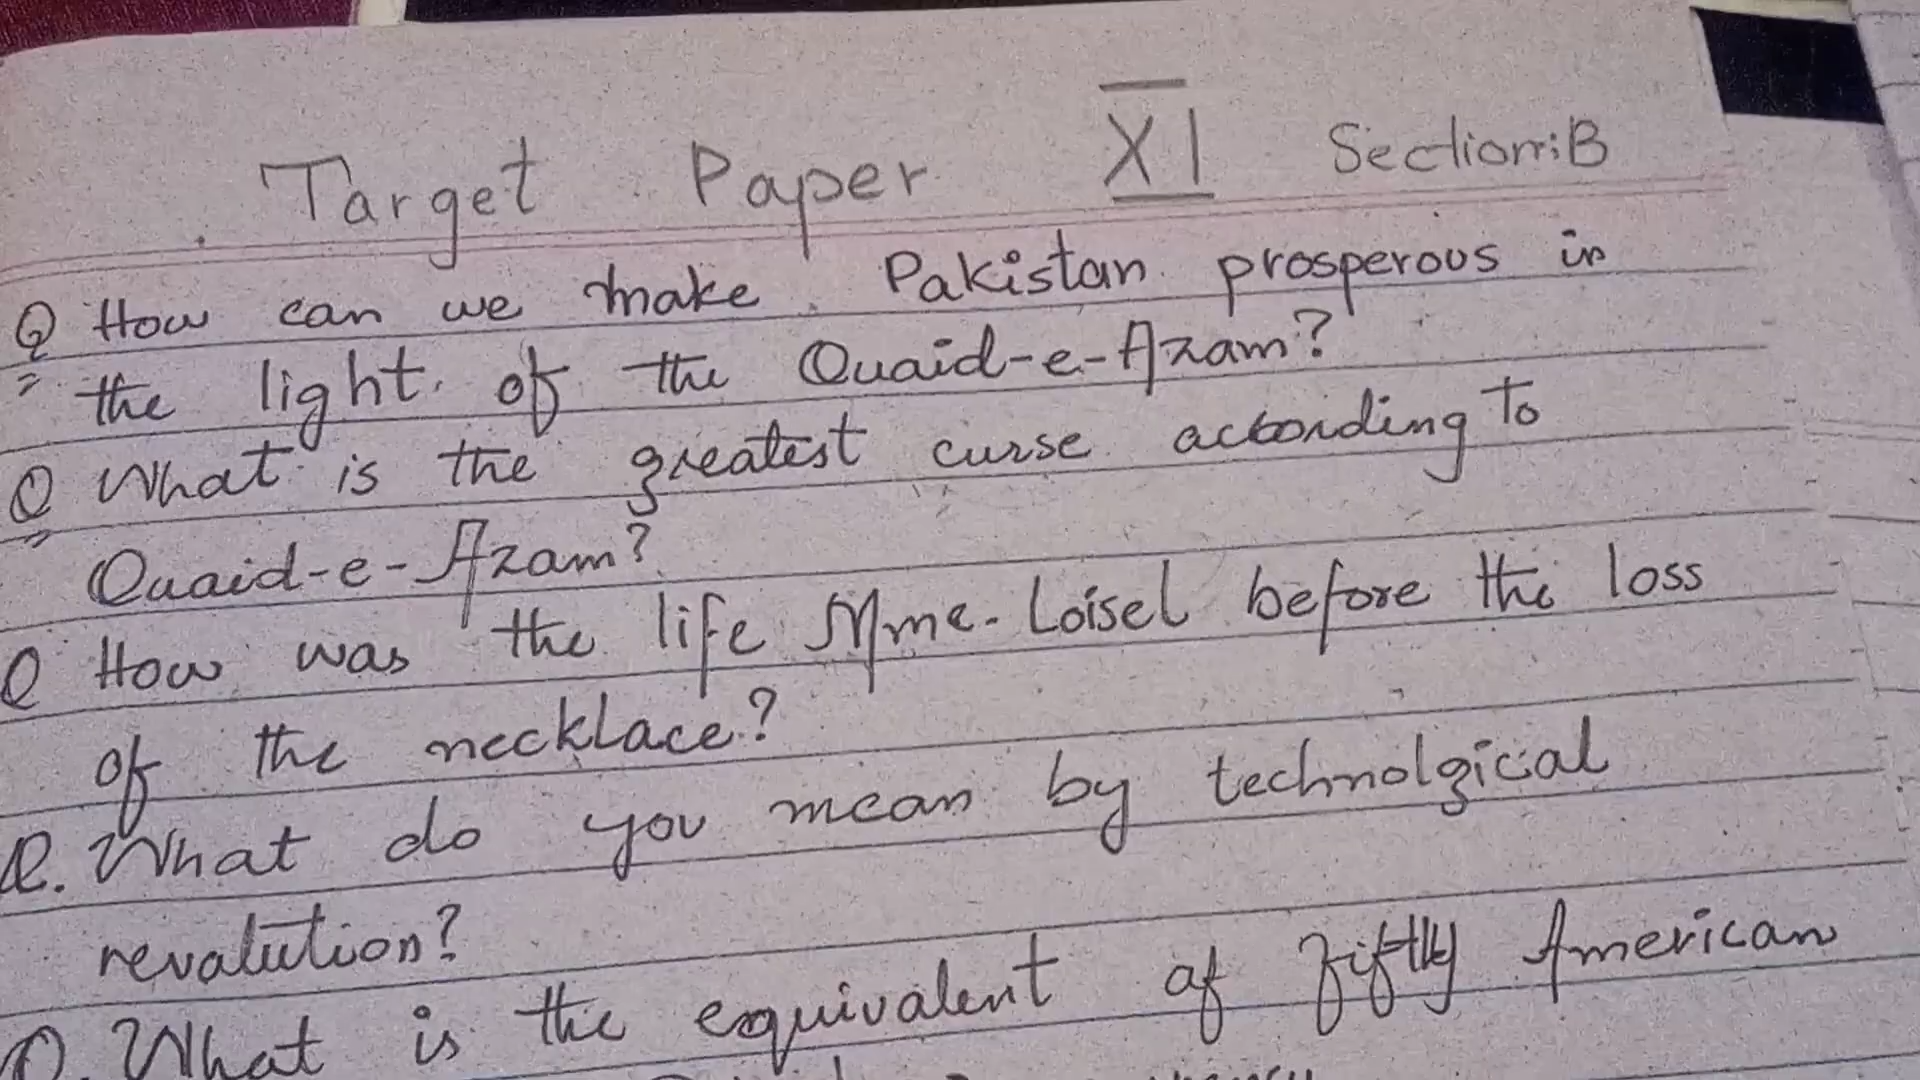 Target Paper XI Section:B
Q How can we make Pakistan prosperous in
the light of the Quaid-e-Azam?
Q What is the greatest curse according to
Quaid-e-Azam?
Q How was the life Mme. Loisel before the loss
of the necklace?
Q. What do you mean by technolgical
revalution?
Q. What is the equivalent of fiftly American